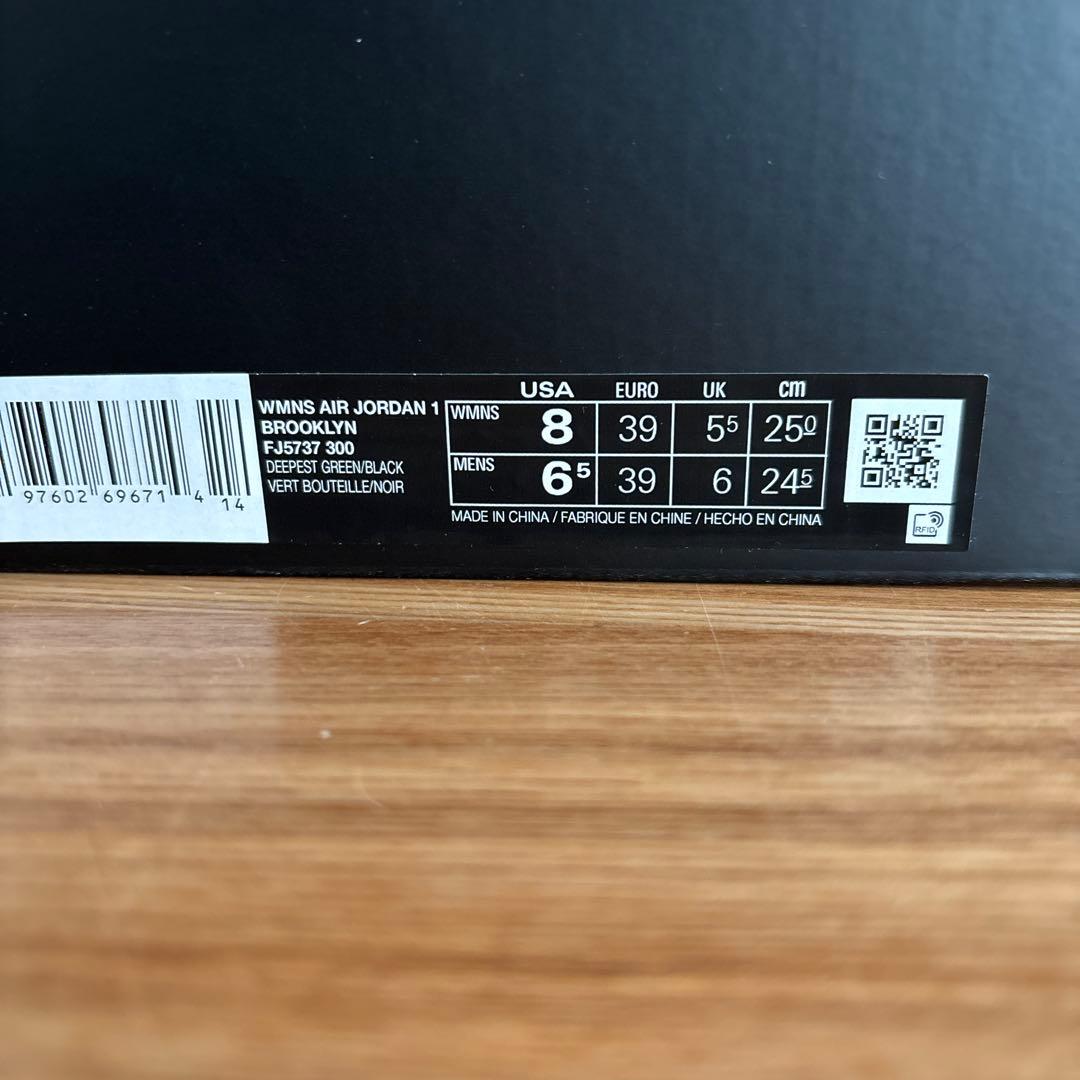 97602 69671 4 14
WMNS AIR JORDAN 1
BROOKLYN
FJ5737 300
DEEPEST GREEN/BLACK
VERT BOUTEILLE/NOIR
USA EURO UK cm
WMNS 8 39 5⁵ 25⁰
MENS 6⁵ 39 6 24⁵
MADE IN CHINA / FABRIQUE EN CHINE / HECHO EN CHINA
RFID